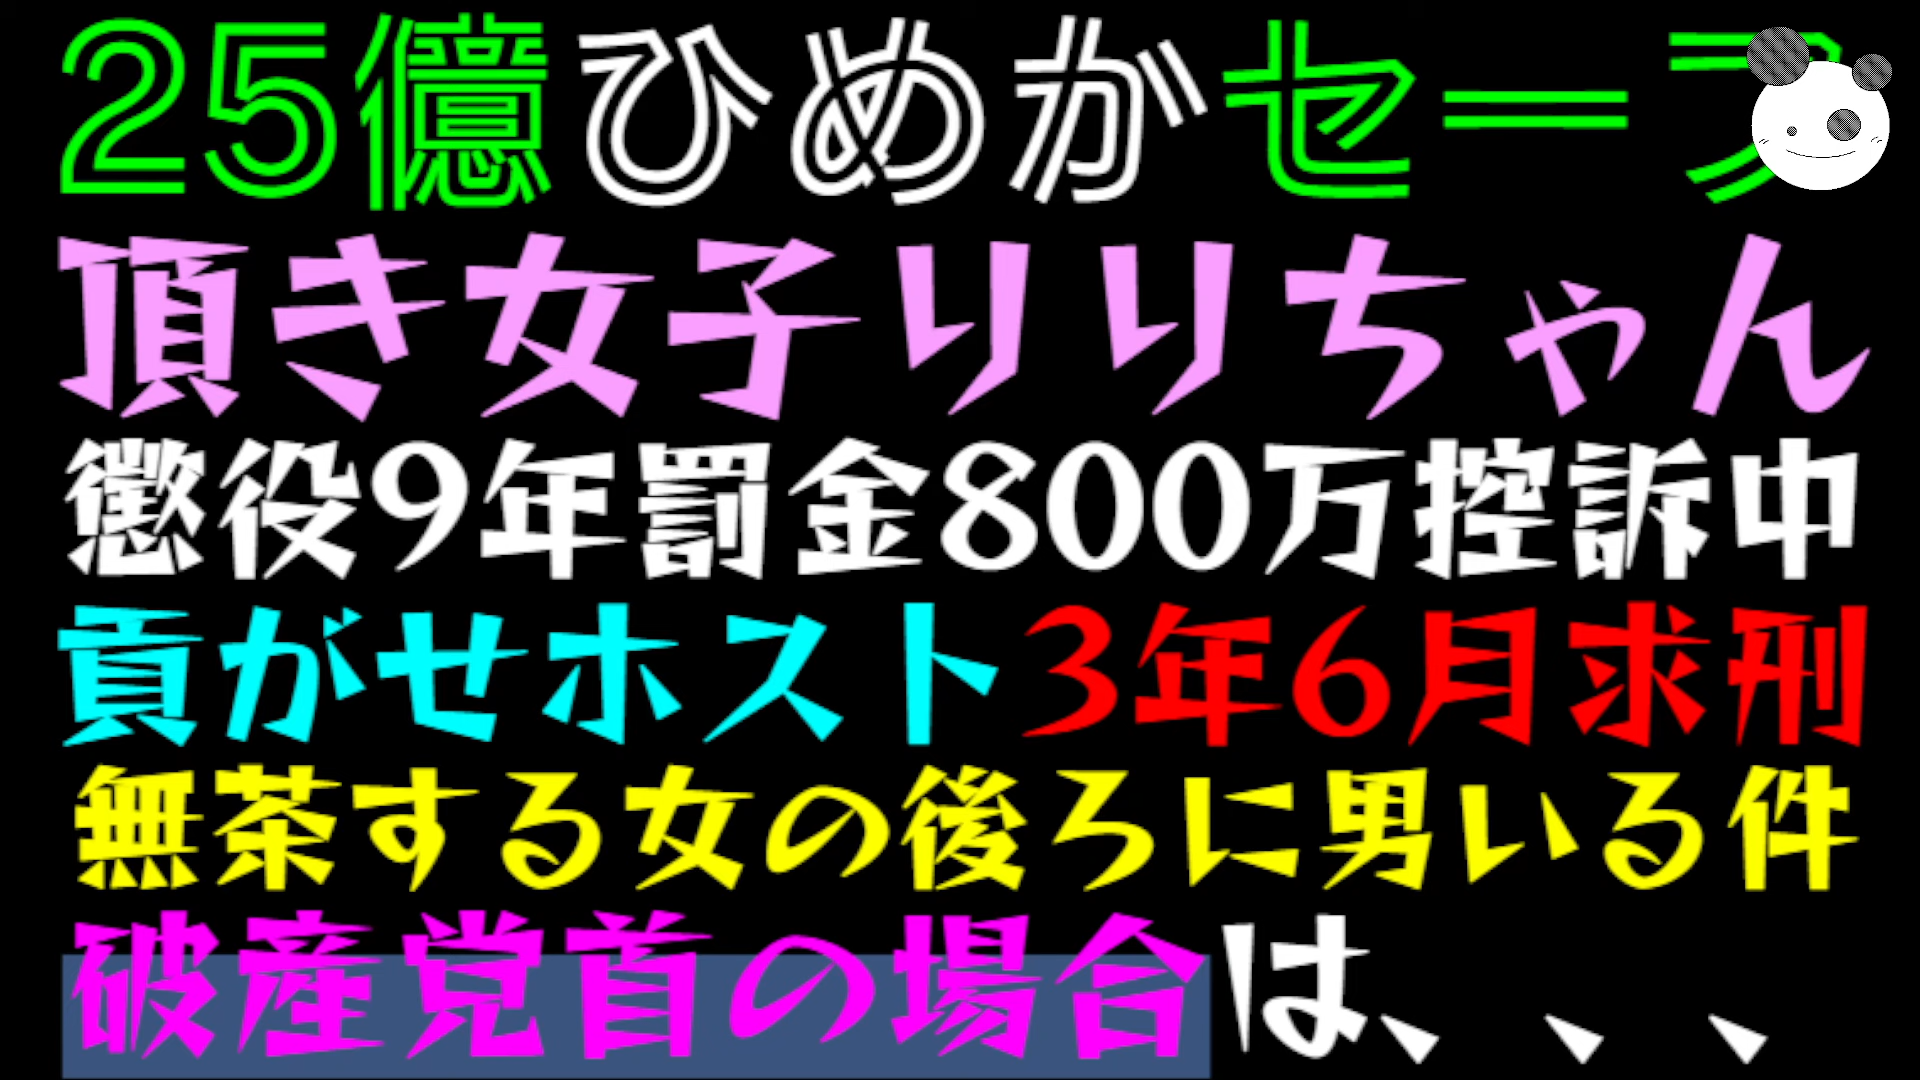 25億ひめがセーフ
頂き女子りりちゃん
懲役9年罰金800万控訴中
貢がせホスト3年6月求刑
無茶する女の後ろに男いる件
破産党首の場合は、、、